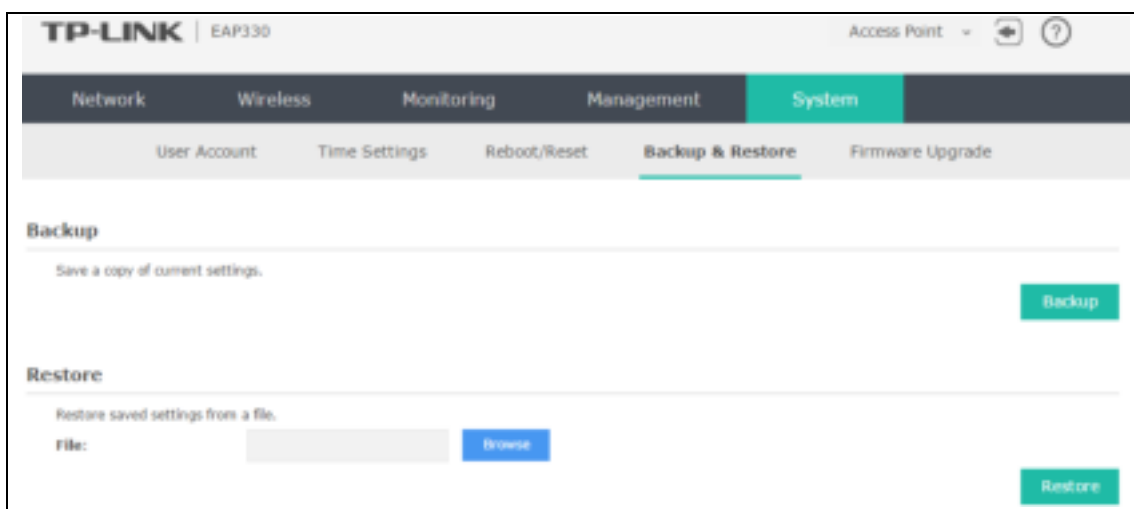 TP-LINK | EAP330 Access Point ?
Network Wireless Monitoring Management System
User Account Time Settings Reboot/Reset Backup & Restore Firmware Upgrade
Backup
Save a copy of current settings.
Backup
Restore
Restore saved settings from a file.
File: Browse
Restore